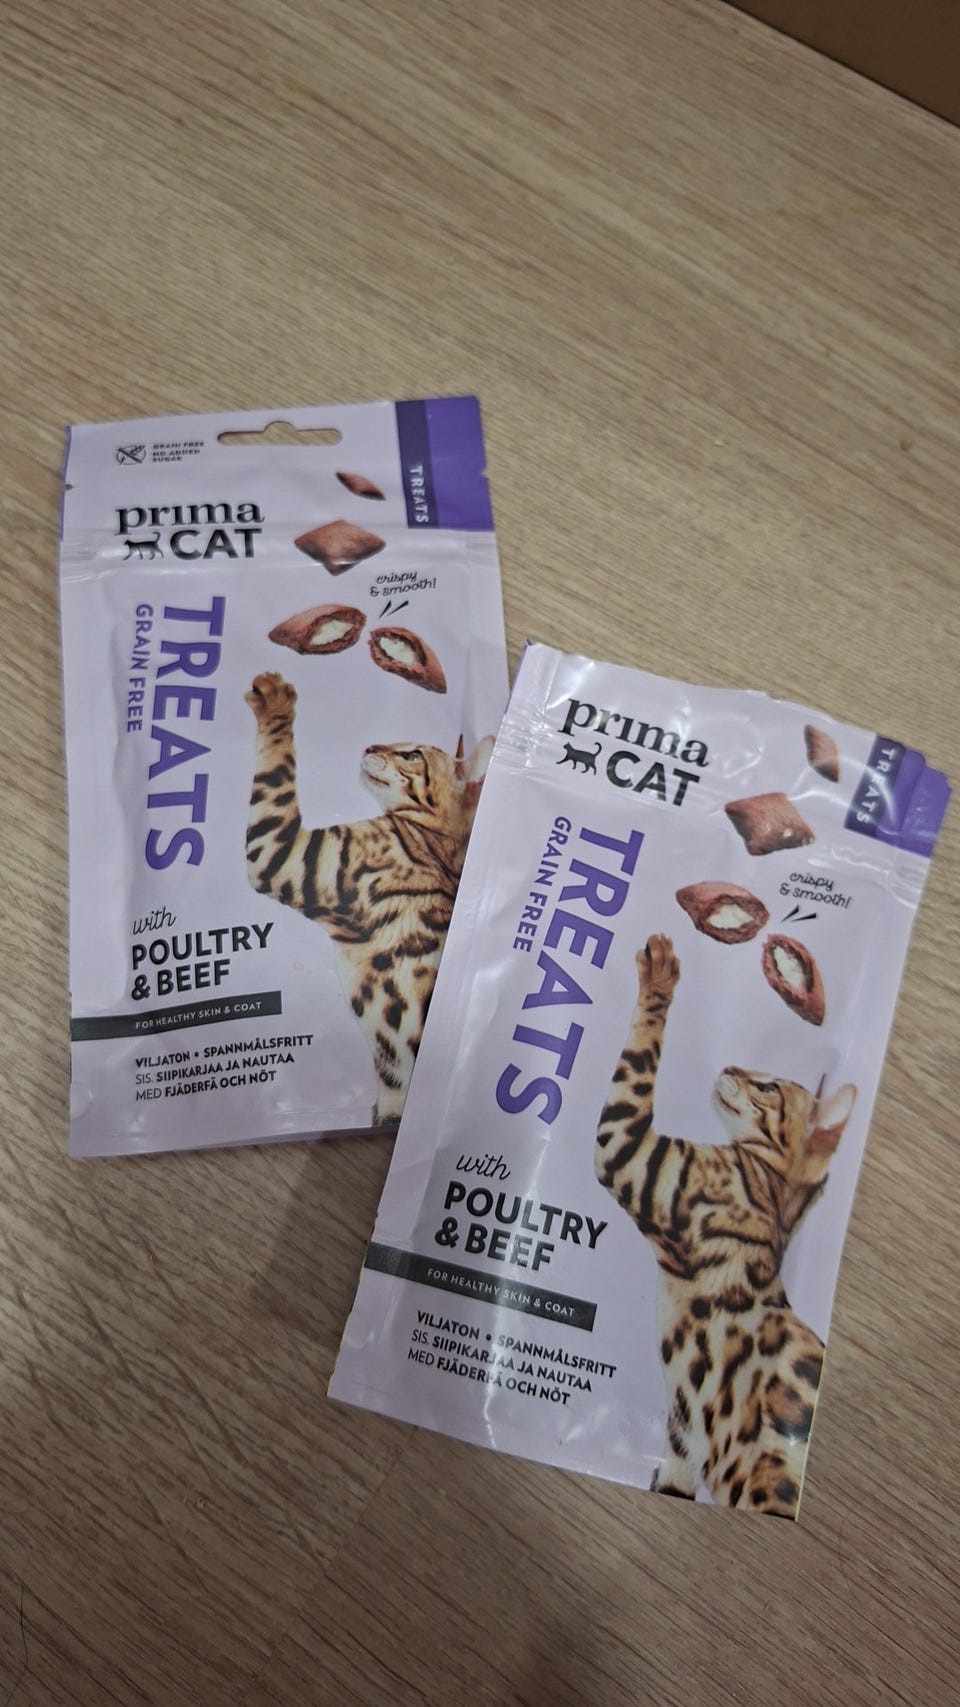 GRAIN FREE
NO ADDED
SUGAR
TREATS
prima
CAT
crispy
& smooth!
TREATS
GRAIN FREE
with
POULTRY
& BEEF
FOR HEALTHY SKIN & COAT
VILJATON • SPANNMÅLSFRITT
SIS. SIIPIKARJAA JA NAUTAA
MED FJÄDERFÄ OCH NÖT
prima
CAT
TREATS
crispy
& smooth!
TREATS
GRAIN FREE
with
POULTRY
& BEEF
FOR HEALTHY SKIN & COAT
VILJATON • SPANNMÅLSFRITT
SIS. SIIPIKARJAA JA NAUTAA
MED FJÄDERFÄ OCH NÖT